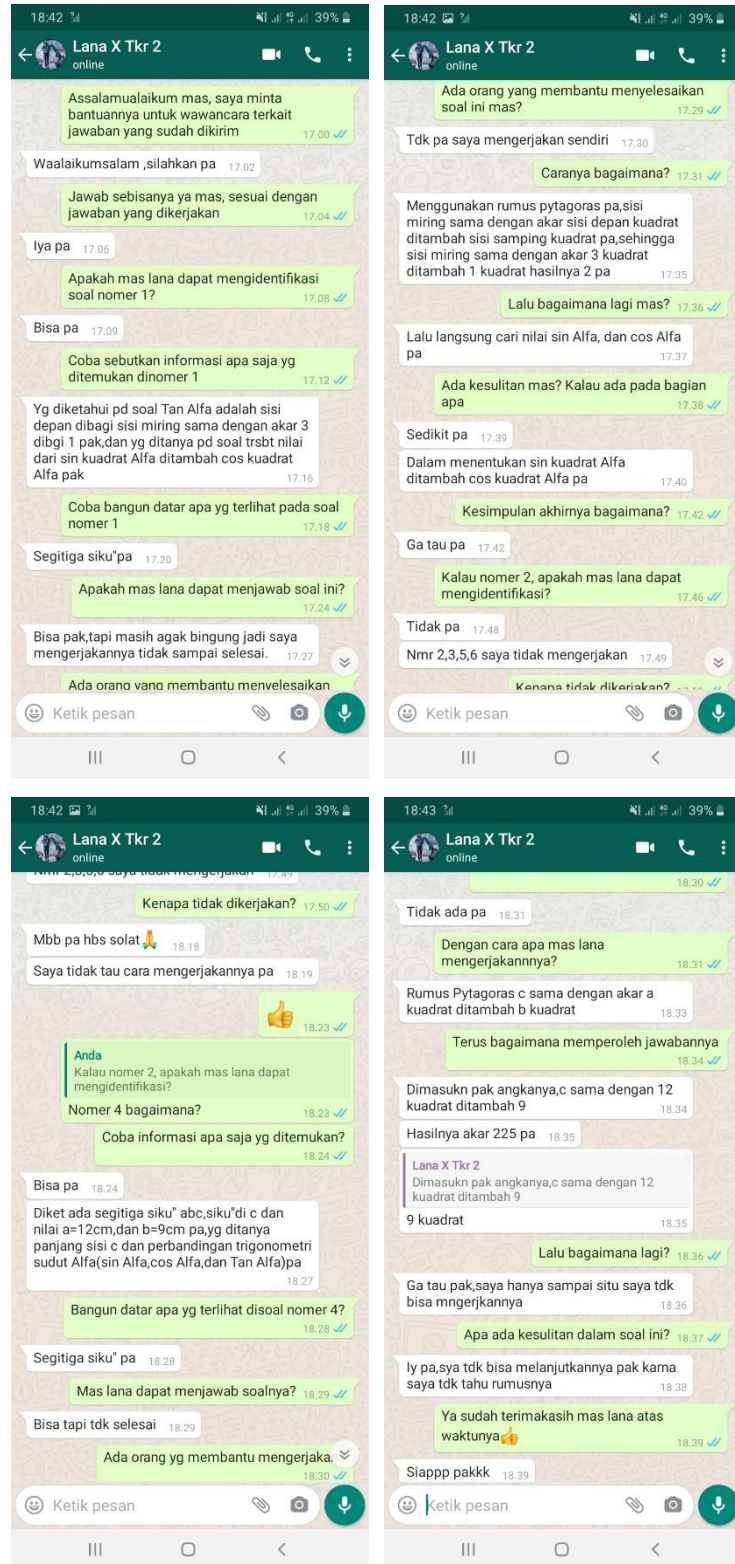 18:42
39%
Lana X Tkr 2
online
Assalamualaikum mas, saya minta
bantuannya untuk wawancara terkait
jawaban yang sudah dikirim
17.00
Waalaikumsalam ,silahkan pa
17.02
Jawab sebisanya ya mas, sesuai dengan
jawaban yang dikerjakan
17.04
Iya pa
17.06
Apakah mas lana dapat mengidentifikasi
soal nomer 1?
17.08
Bisa pa
17.09
Coba sebutkan informasi apa saja yg
ditemukan dinomer 1
17.12
Yg diketahui pd soal Tan Alfa adalah sisi
depan dibagi sisi miring sama dengan akar 3
dibgi 1 pak,dan yg ditanya pd soal trsbt nilai
dari sin kuadrat Alfa ditambah cos kuadrat
Alfa pak
17.16
Coba bangun datar apa yg terlihat pada soal
nomer 1
17.18
Segitiga siku"pa
17.20
Apakah mas lana dapat menjawab soal ini?
17.24
Bisa pak,tapi masih agak bingung jadi saya
mengerjakannya tidak sampai selesai.
17.27
Ada orang yang membantu menyelesaikan
Ketik pesan
18:42
39%
Lana X Tkr 2
online
Ada orang yang membantu menyelesaikan
soal ini mas?
17.29
Tdk pa saya mengerjakan sendiri
17.30
Caranya bagaimana?
17.31
Menggunakan rumus pytagoras pa,sisi
miring sama dengan akar sisi depan kuadrat
ditambah sisi samping kuadrat pa,sehingga
sisi miring sama dengan akar 3 kuadrat
ditambah 1 kuadrat hasilnya 2 pa
17.35
Lalu bagaimana lagi mas?
17.36
Lalu langsung cari nilai sin Alfa, dan cos Alfa
pa
17.37
Ada kesulitan mas? Kalau ada pada bagian
apa
17.38
Sedikit pa
17.39
Dalam menentukan sin kuadrat Alfa
ditambah cos kuadrat Alfa pa
17.40
Kesimpulan akhirnya bagaimana?
17.42
Ga tau pa
17.42
Kalau nomer 2, apakah mas lana dapat
mengidentifikasi?
17.46
Tidak pa
17.48
Nmr 2,3,5,6 saya tidak mengerjakan
17.49
Kenapa tidak dikerjakan?
17.50
Ketik pesan
18:42
39%
Lana X Tkr 2
online
Nmr 2,3,5,6 saya tidak mengerjakan
17.49
Kenapa tidak dikerjakan?
17.50
Mbb pa hbs solat🙏
18.18
Saya tidak tau cara mengerjakannya pa
18.19
👍
18.23
Anda
Kalau nomer 2, apakah mas lana dapat
mengidentifikasi?
Nomer 4 bagaimana?
18.23
Coba informasi apa saja yg ditemukan?
18.24
Bisa pa
18.24
Diket ada segitiga siku" abc,siku"di c dan
nilai a=12cm,dan b=9cm pa,yg ditanya
panjang sisi c dan perbandingan trigonometri
sudut Alfa(sin Alfa,cos Alfa,dan Tan Alfa)pa
18.27
Bangun datar apa yg terlihat disoal nomer 4?
18.28
Segitiga siku" pa
18.28
Mas lana dapat menjawab soalnya?
18.29
Bisa tapi tdk selesai
18.29
Ada orang yg membantu mengerjaka
18.30
Ketik pesan
18:43
39%
Lana X Tkr 2
online
18.30
Tidak ada pa
18.31
Dengan cara apa mas lana
mengerjakannnya?
18.31
Rumus Pytagoras c sama dengan akar a
kuadrat ditambah b kuadrat
18.33
Terus bagaimana memperoleh jawabannya
18.34
Dimasukn pak angkanya,c sama dengan 12
kuadrat ditambah 9
18.34
Hasilnya akar 225 pa
18.35
Lana X Tkr 2
Dimasukn pak angkanya,c sama dengan 12
kuadrat ditambah 9
9 kuadrat
18.35
Lalu bagaimana lagi?
18.36
Ga tau pak,saya hanya sampai situ saya tdk
bisa mngerjkannya
18.36
Apa ada kesulitan dalam soal ini?
18.37
Iy pa,sya tdk bisa melanjutkannya pak karna
saya tdk tahu rumusnya
18.38
Ya sudah terimakasih mas lana atas
waktunya👍
18.39
Siappp pakkk
18.39
Ketik pesan